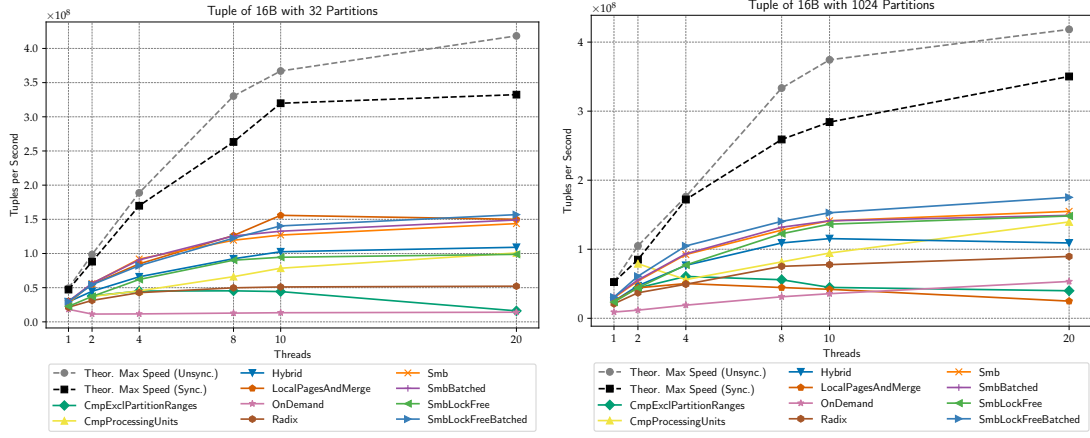 Tuple of 16B with 32 Partitions
×10⁸
4.0
3.5
3.0
2.5
2.0
1.5
1.0
0.5
0.0
Tuples per Second
1 2 4 8 10 20
Threads
Theor. Max Speed (Unsync.)
Theor. Max Speed (Sync.)
CmpExclPartitionRanges
CmpProcessingUnits
Hybrid
LocalPagesAndMerge
OnDemand
Radix
Smb
SmbBatched
SmbLockFree
SmbLockFreeBatched
Tuple of 16B with 1024 Partitions
×10⁸
4
3
2
1
0
Tuples per Second
1 2 4 8 10 20
Threads
Theor. Max Speed (Unsync.)
Theor. Max Speed (Sync.)
CmpExclPartitionRanges
CmpProcessingUnits
Hybrid
LocalPagesAndMerge
OnDemand
Radix
Smb
SmbBatched
SmbLockFree
SmbLockFreeBatched